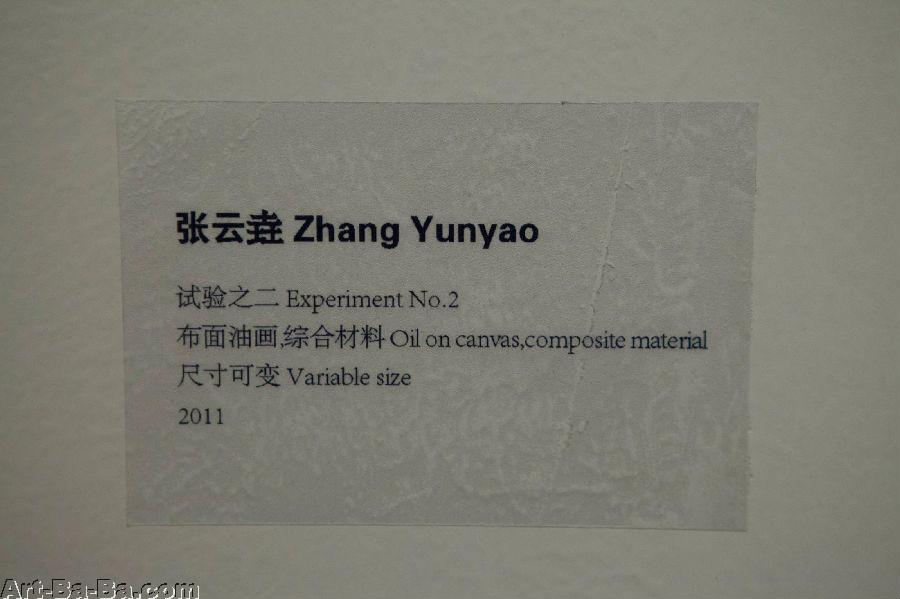 张云垚 Zhang Yunyao
试验之二 Experiment No.2
布面油画,综合材料 Oil on canvas,composite material
尺寸可变 Variable size
2011
Art-Ba-Ba.com